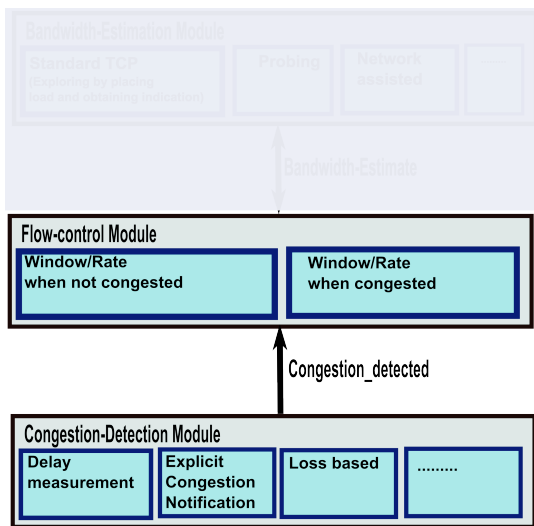 Bandwidth-Estimation Module
Standard TCP
(Exploring by placing
load and obtaining indication)
Probing
Network
assisted
......
Bandwidth-Estimate
Flow-control Module
Window/Rate
when not congested
Window/Rate
when congested
Congestion_detected
Congestion-Detection Module
Delay
measurement
Explicit
Congestion
Notification
Loss based
.........